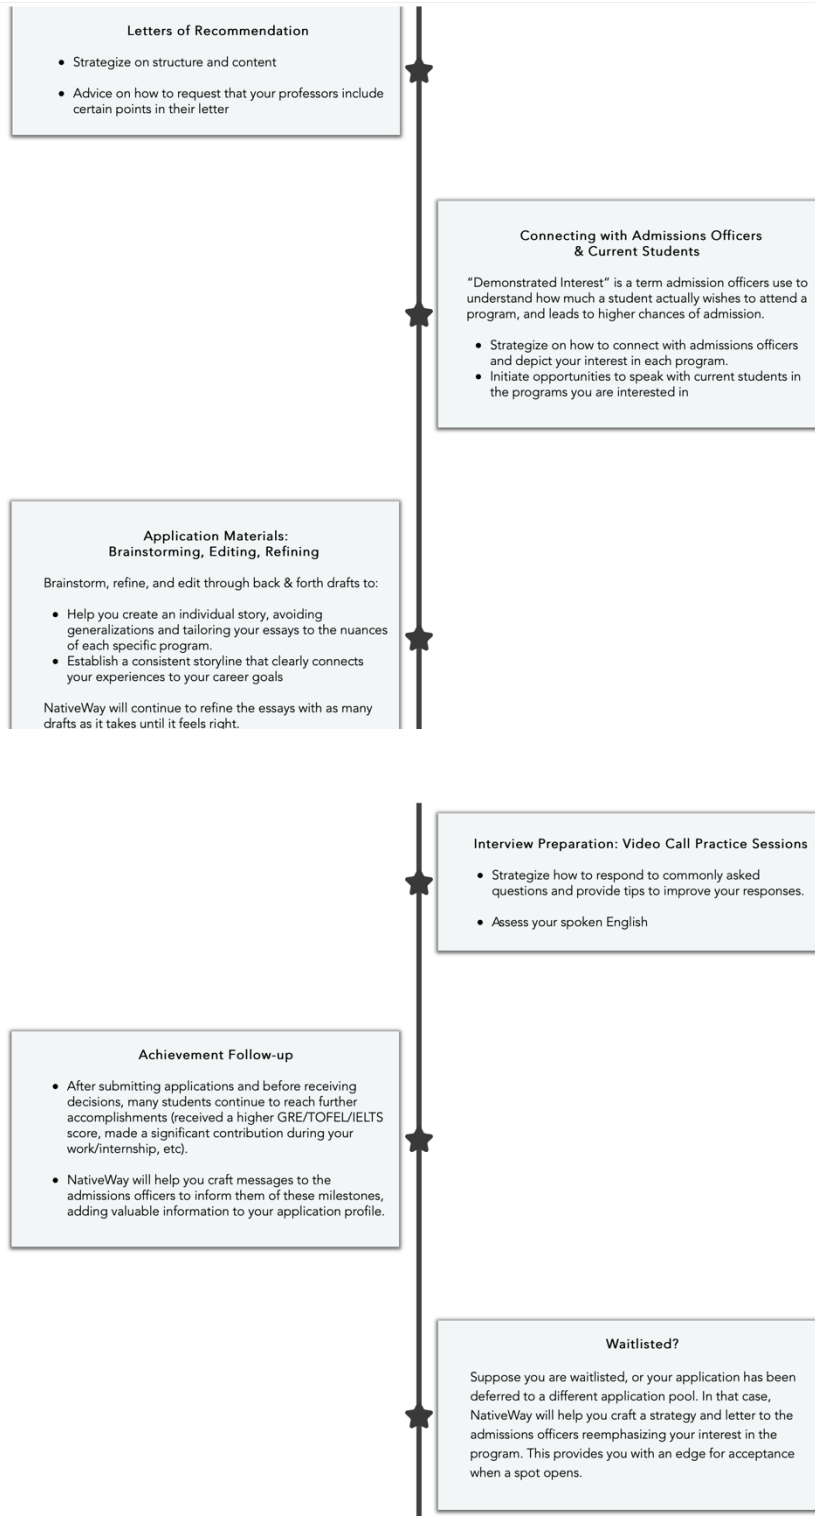 Letters of Recommendation
• Strategize on structure and content
• Advice on how to request that your professors include
certain points in their letter
Connecting with Admissions Officers
& Current Students
“Demonstrated Interest” is a term admission officers use to
understand how much a student actually wishes to attend a
program, and leads to higher chances of admission.
• Strategize on how to connect with admissions officers
and depict your interest in each program.
• Initiate opportunities to speak with current students in
the programs you are interested in
Application Materials:
Brainstorming, Editing, Refining
Brainstorm, refine, and edit through back & forth drafts to:
• Help you create an individual story, avoiding
generalizations and tailoring your essays to the nuances
of each specific program.
• Establish a consistent storyline that clearly connects
your experiences to your career goals
NativeWay will continue to refine the essays with as many
drafts as it takes until it feels right.
Interview Preparation: Video Call Practice Sessions
• Strategize how to respond to commonly asked
questions and provide tips to improve your responses.
• Assess your spoken English
Achievement Follow-up
• After submitting applications and before receiving
decisions, many students continue to reach further
accomplishments (received a higher GRE/TOFEL/IELTS
score, made a significant contribution during your
work/internship, etc).
• NativeWay will help you craft messages to the
admissions officers to inform them of these milestones,
adding valuable information to your application profile.
Waitlisted?
Suppose you are waitlisted, or your application has been
deferred to a different application pool. In that case,
NativeWay will help you craft a strategy and letter to the
admissions officers reemphasizing your interest in the
program. This provides you with an edge for acceptance
when a spot opens.